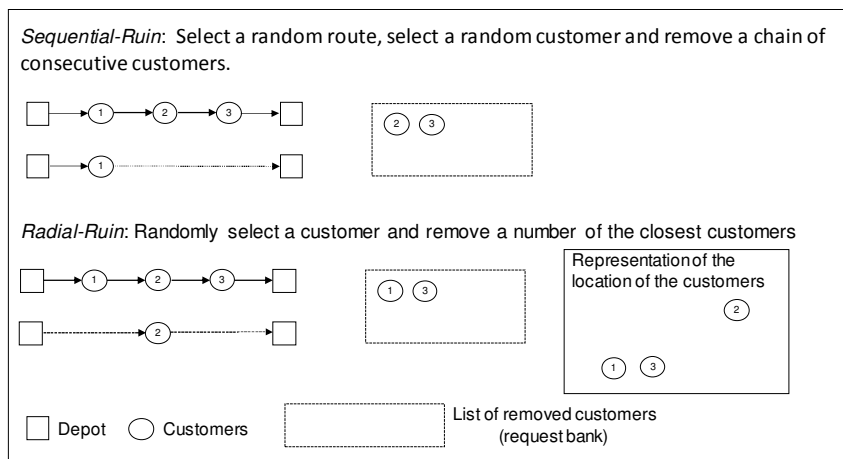 Sequential-Ruin: Select a random route, select a random customer and remove a chain of
consecutive customers.
1 2 3
2 3
1
Radial-Ruin: Randomly select a customer and remove a number of the closest customers
Representation of the
location of the customers
1 2 3
1 3
2
2
1 3
List of removed customers
Depot Customers
(request bank)